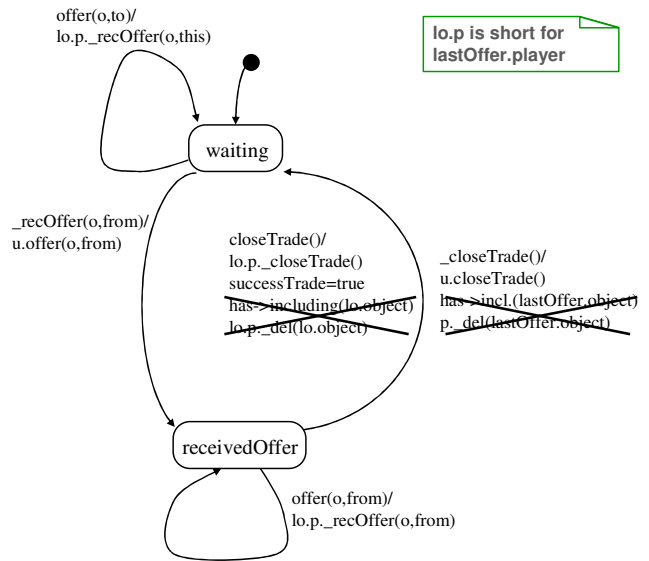 offer(o,to)/
lo.p._recOffer(o,this)
lo.p is short for
lastOffer.player
waiting
_recOffer(o,from)/
u.offer(o,from)
closeTrade()/
lo.p._closeTrade()
successTrade=true
has->including(lo.object)
lo.p._del(lo.object)
_closeTrade()/
u.closeTrade()
has->incl.(lastOffer.object)
p._del(lastOffer.object)
receivedOffer
offer(o,from)/
lo.p._recOffer(o,from)